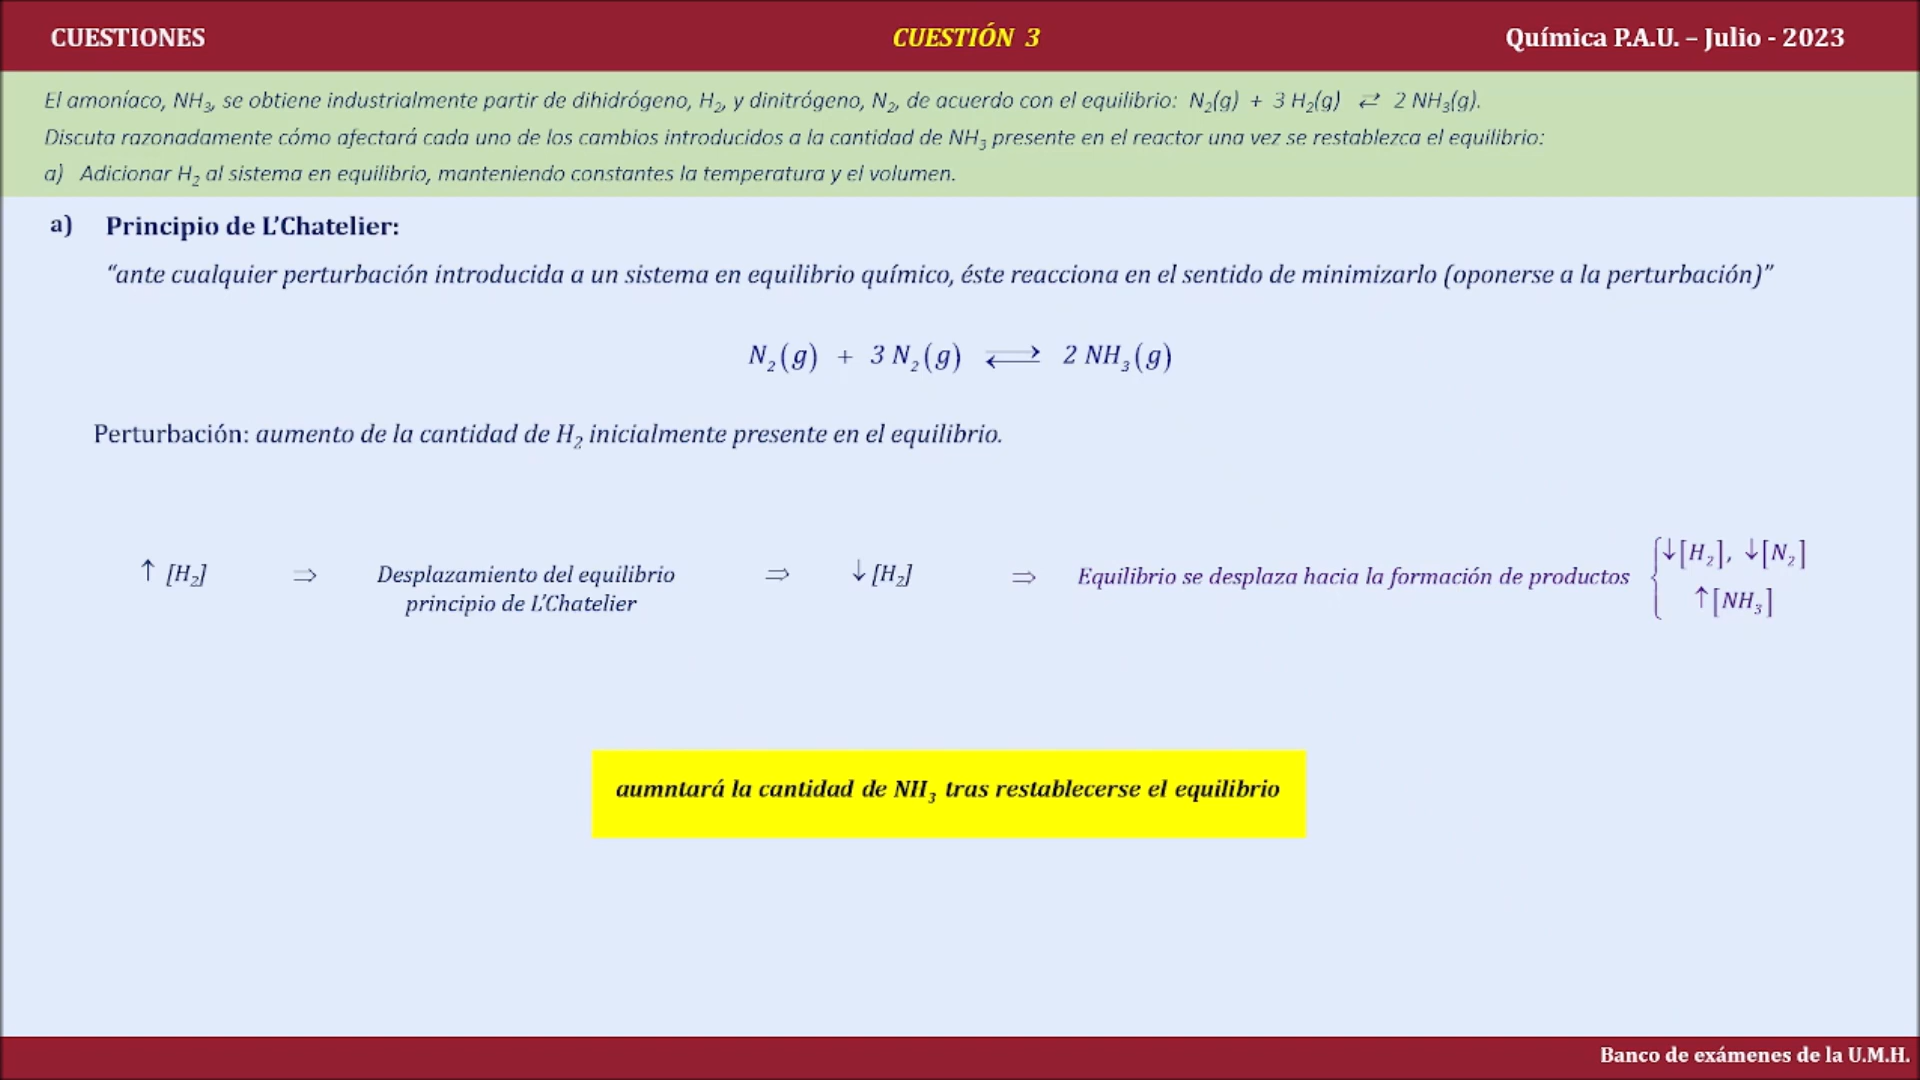 CUESTIONES
CUESTIÓN 3
Química P.A.U. – Julio - 2023
El amoníaco, NH₃, se obtiene industrialmente partir de dihidrógeno, H₂, y dinitrógeno, N₂, de acuerdo con el equilibrio: N₂(g) + 3 H₂(g) ⇄ 2 NH₃(g).
Discuta razonadamente cómo afectará cada uno de los cambios introducidos a la cantidad de NH₃ presente en el reactor una vez se restablezca el equilibrio:
a) Adicionar H₂ al sistema en equilibrio, manteniendo constantes la temperatura y el volumen.
a) Principio de L’Chatelier:
“ante cualquier perturbación introducida a un sistema en equilibrio químico, éste reacciona en el sentido de minimizarlo (oponerse a la perturbación)”
N₂(g) + 3 N₂(g) ⇄ 2 NH₃(g)
Perturbación: aumento de la cantidad de H₂ inicialmente presente en el equilibrio.
↑ [H₂] ⇒ Desplazamiento del equilibrio
principio de L’Chatelier ⇒ ↓ [H₂] ⇒ Equilibrio se desplaza hacia la formación de productos
↓[H₂], ↓[N₂]
↑[NH₃]
aumntará la cantidad de NH₃ tras restablecerse el equilibrio
Banco de exámenes de la U.M.H.